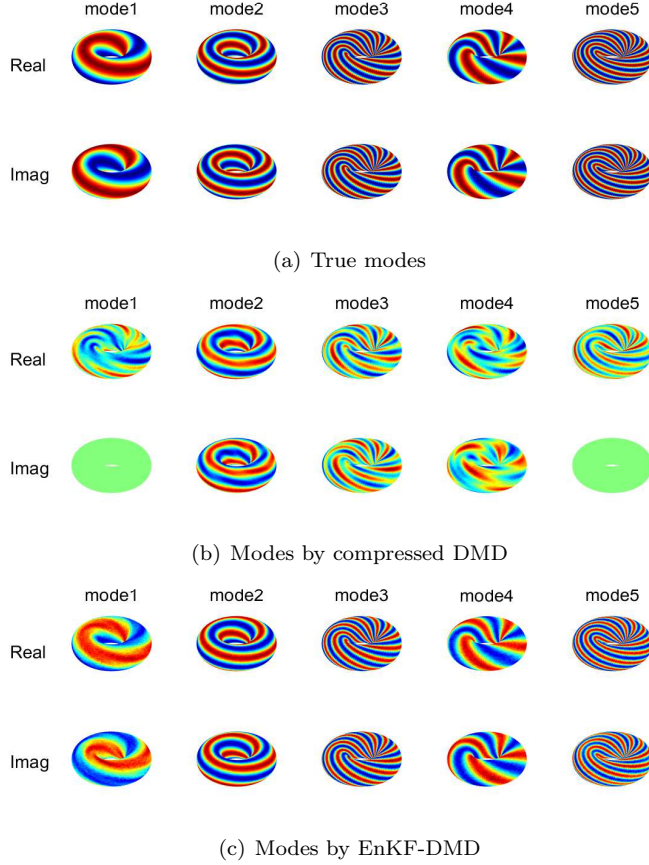 mode1 mode2 mode3 mode4 mode5
Real
Imag
(a) True modes
mode1 mode2 mode3 mode4 mode5
Real
Imag
(b) Modes by compressed DMD
mode1 mode2 mode3 mode4 mode5
Real
Imag
(c) Modes by EnKF-DMD